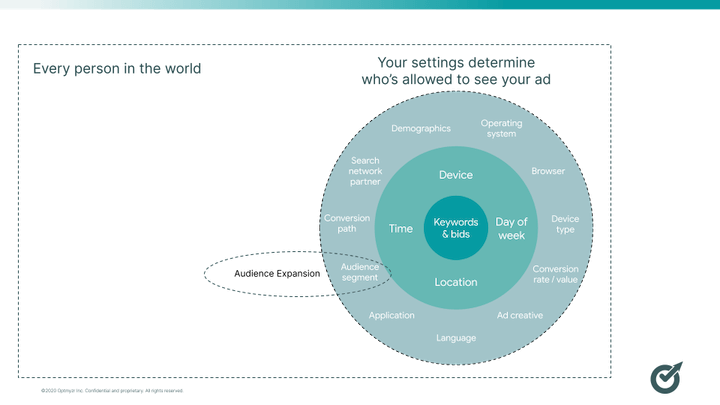 Every person in the world
Your settings determine
who's allowed to see your ad
Demographics
Operating
system
Search
network
partner
Device
Browser
Conversion
path
Time
Keywords
& bids
Day of
week
Device
type
Audience Expansion
Audience
segment
Location
Conversion
rate / value
Application
Ad creative
Language
©2020 Optmyzr Inc. Confidential and proprietary. All rights reserved.